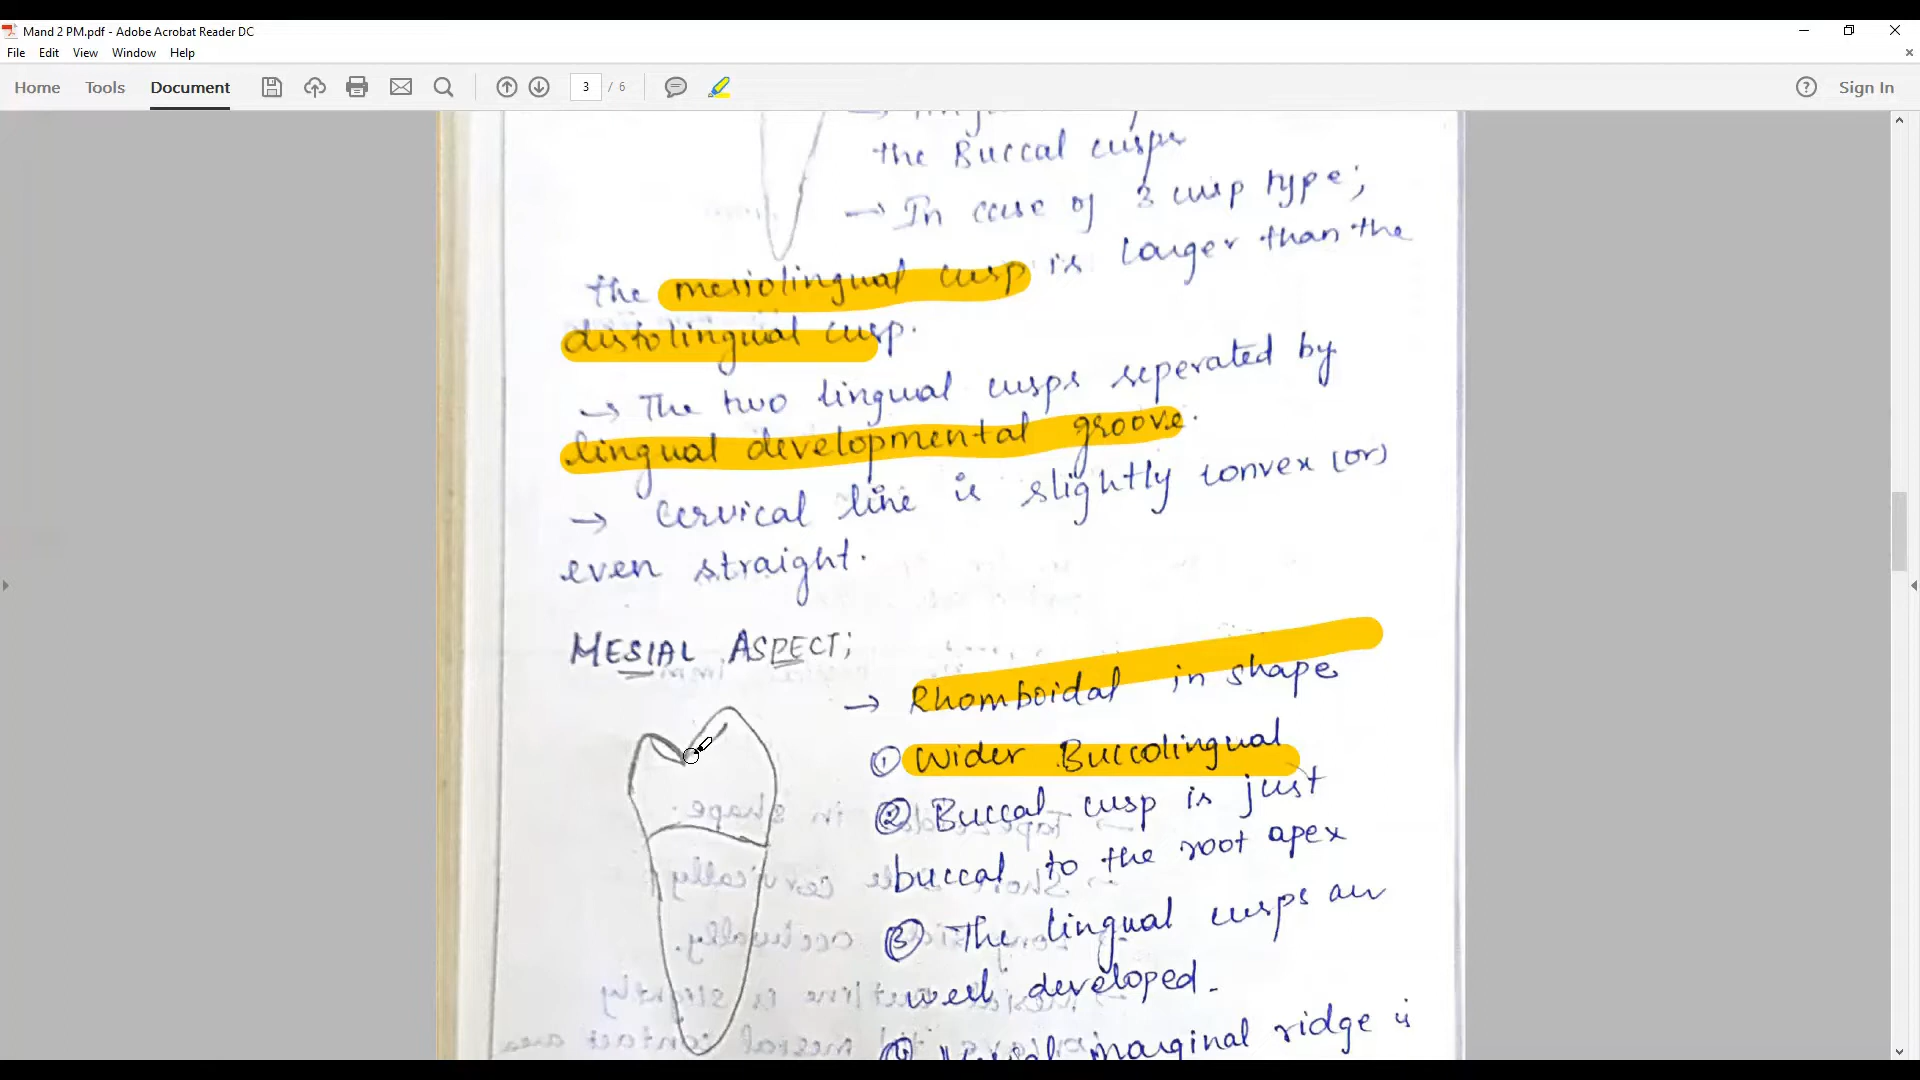 Mand 2 PM.pdf - Adobe Acrobat Reader DC
File Edit View Window Help
Home Tools Document 3 / 6 Sign In
the Buccal cusps
→ In case of 3 cusp type;
the mesiolingual cusp is larger than the
distolingual cusp.
→ The two lingual cusps seperated by
lingual developmental groove.
→ Cervical line is slightly convex (or)
even straight.
MESIAL ASPECT;
→ Rhomboidal in shape
① Wider Buccolingual
② Buccal cusp is just
buccal to the root apex
③ The lingual cusps are
well developed.
④ marginal ridge is